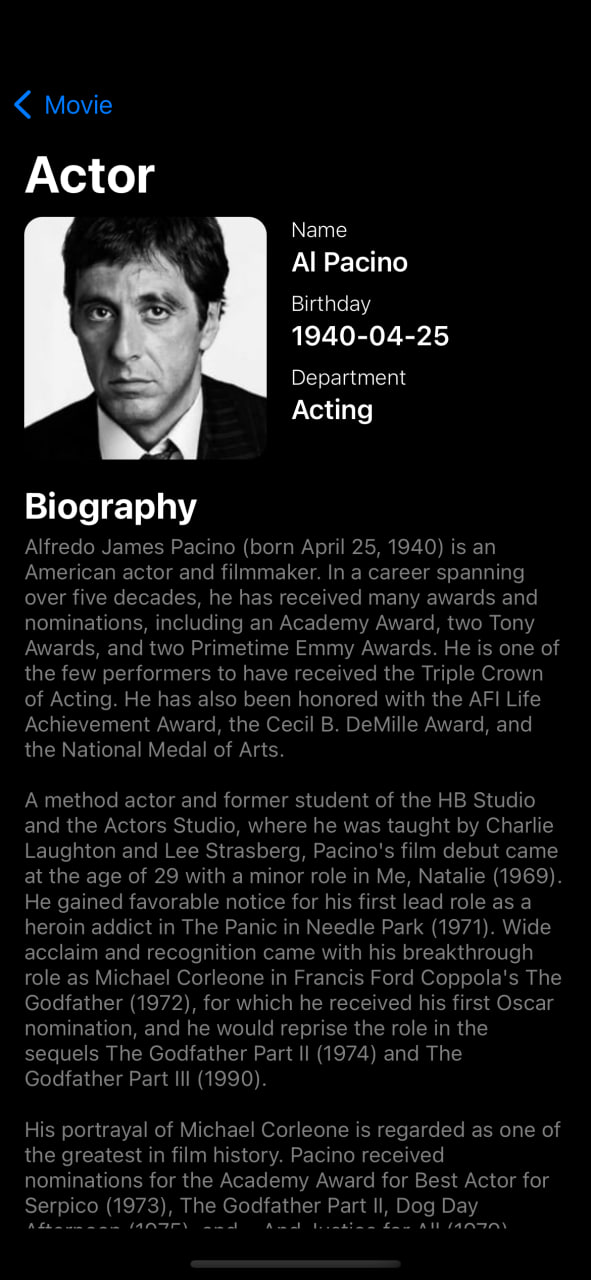 Movie
Actor
Name
Al Pacino
Birthday
1940-04-25
Department
Acting
Biography
Alfredo James Pacino (born April 25, 1940) is an
American actor and filmmaker. In a career spanning
over five decades, he has received many awards and
nominations, including an Academy Award, two Tony
Awards, and two Primetime Emmy Awards. He is one of
the few performers to have received the Triple Crown
of Acting. He has also been honored with the AFI Life
Achievement Award, the Cecil B. DeMille Award, and
the National Medal of Arts.
A method actor and former student of the HB Studio
and the Actors Studio, where he was taught by Charlie
Laughton and Lee Strasberg, Pacino's film debut came
at the age of 29 with a minor role in Me, Natalie (1969).
He gained favorable notice for his first lead role as a
heroin addict in The Panic in Needle Park (1971). Wide
acclaim and recognition came with his breakthrough
role as Michael Corleone in Francis Ford Coppola's The
Godfather (1972), for which he received his first Oscar
nomination, and he would reprise the role in the
sequels The Godfather Part II (1974) and The
Godfather Part III (1990).
His portrayal of Michael Corleone is regarded as one of
the greatest in film history. Pacino received
nominations for the Academy Award for Best Actor for
Serpico (1973), The Godfather Part II, Dog Day